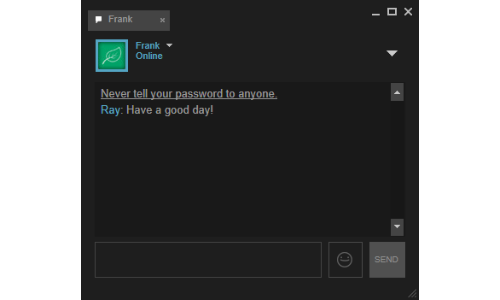 Frank
Frank
Online
Never tell your password to anyone.
Ray: Have a good day!
SEND